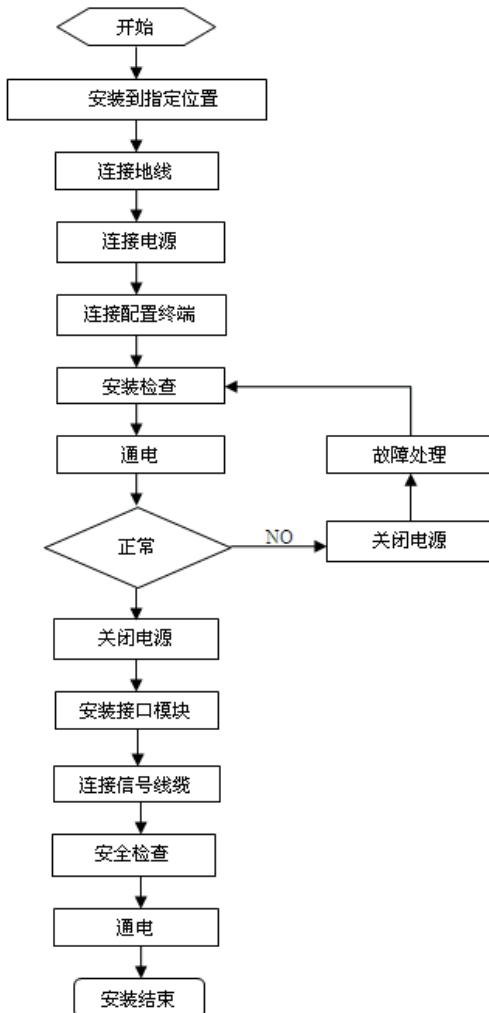 开始
安装到指定位置
连接地线
连接电源
连接配置终端
安装检查
通电
故障处理
正常
NO
关闭电源
关闭电源
安装接口模块
连接信号线缆
安全检查
通电
安装结束